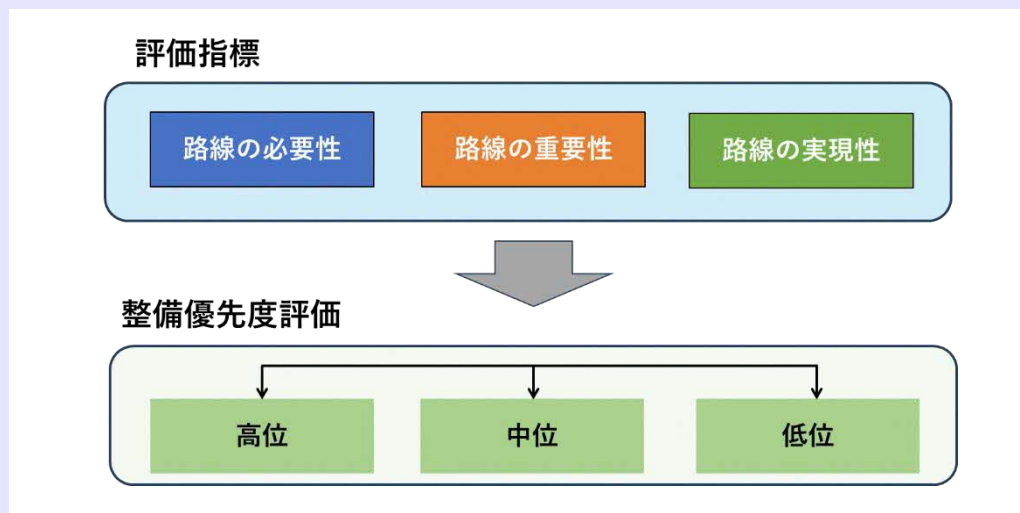 評価指標
路線の必要性
路線の重要性
路線の実現性
整備優先度評価
高位
中位
低位